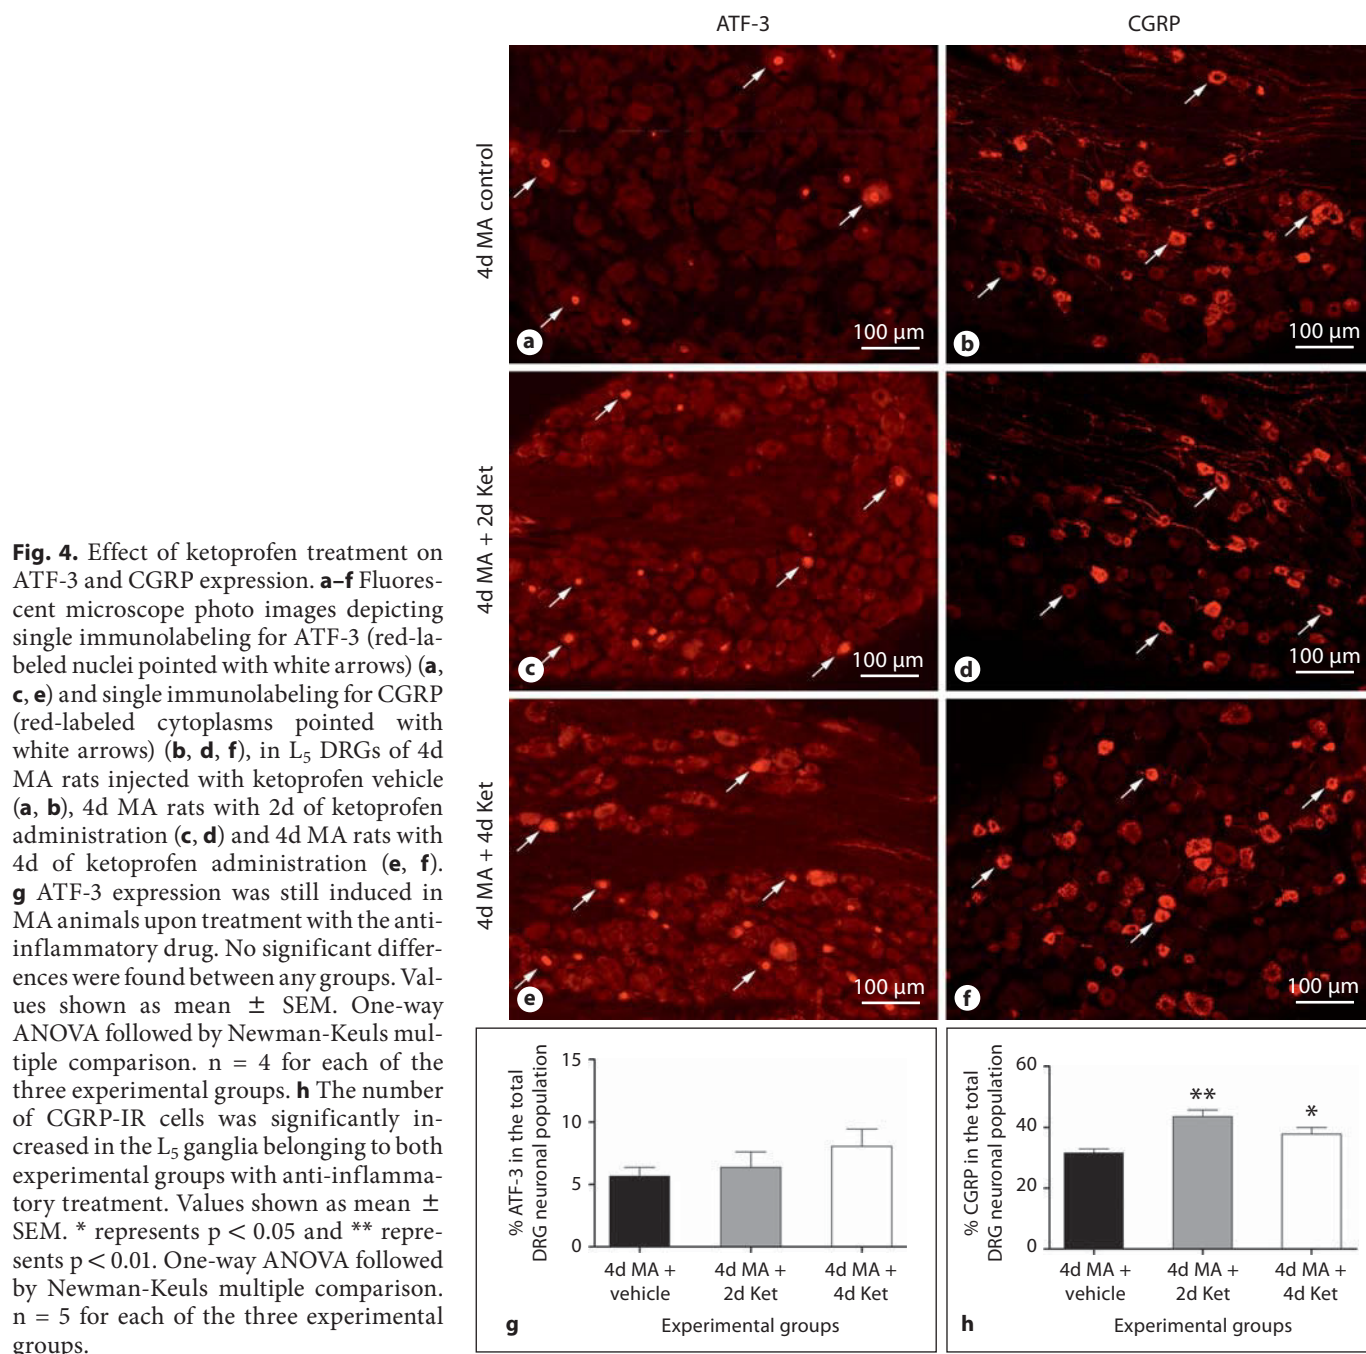 ATF-3
CGRP
4d MA control
a
100 µm
b
100 µm
4d MA + 2d Ket
c
100 µm
d
100 µm
4d MA + 4d Ket
e
100 µm
f
100 µm
Fig. 4. Effect of ketoprofen treatment on
ATF-3 and CGRP expression. a–f Fluores-
cent microscope photo images depicting
single immunolabeling for ATF-3 (red-la-
beled nuclei pointed with white arrows) (a,
c, e) and single immunolabeling for CGRP
(red-labeled cytoplasms pointed with
white arrows) (b, d, f), in L5 DRGs of 4d
MA rats injected with ketoprofen vehicle
(a, b), 4d MA rats with 2d of ketoprofen
administration (c, d) and 4d MA rats with
4d of ketoprofen administration (e, f).
g ATF-3 expression was still induced in
MA animals upon treatment with the anti-
inflammatory drug. No significant differ-
ences were found between any groups. Val-
ues shown as mean ± SEM. One-way
ANOVA followed by Newman-Keuls mul-
tiple comparison. n = 4 for each of the
three experimental groups. h The number
of CGRP-IR cells was significantly in-
creased in the L5 ganglia belonging to both
experimental groups with anti-inflamma-
tory treatment. Values shown as mean ±
SEM. * represents p < 0.05 and ** repre-
sents p < 0.01. One-way ANOVA followed
by Newman-Keuls multiple comparison.
n = 5 for each of the three experimental
groups.
% ATF-3 in the total
DRG neuronal population
15
10
5
0
4d MA +
vehicle
4d MA +
2d Ket
4d MA +
4d Ket
g
Experimental groups
% CGRP in the total
DRG neuronal population
60
40
20
0
**
*
4d MA +
vehicle
4d MA +
2d Ket
4d MA +
4d Ket
h
Experimental groups